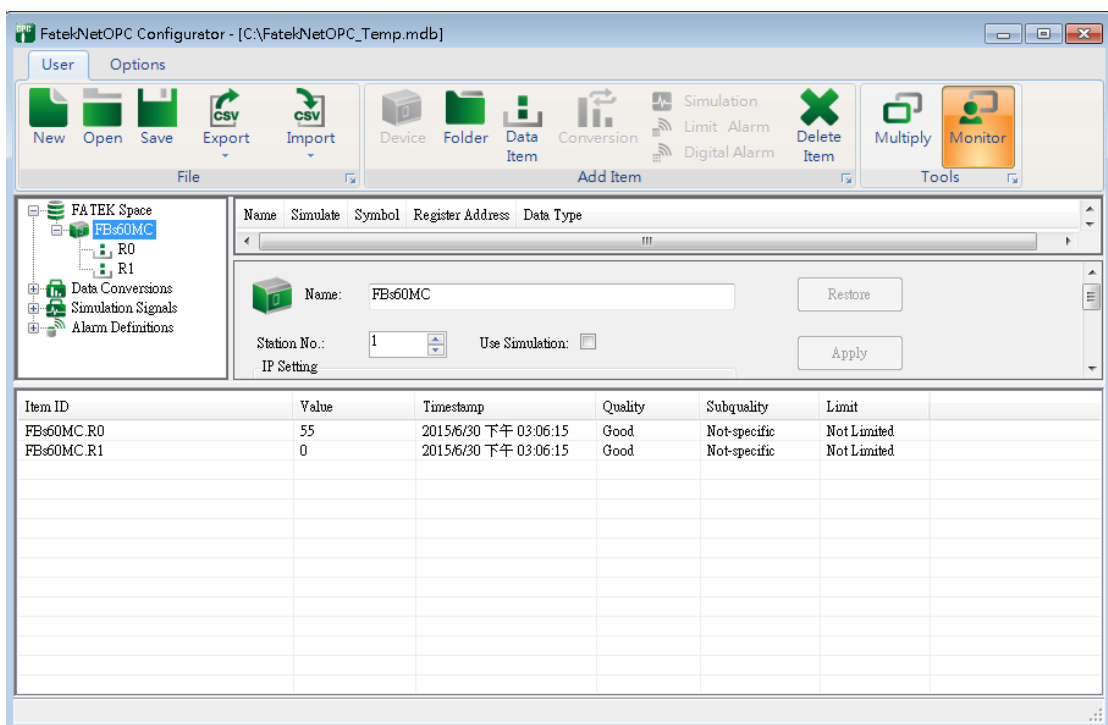 FatekNetOPC Configurator - [C:\FatekNetOPC_Temp.mdb]
User Options
New Open Save Export Import Device Folder Data Item Conversion Simulation Limit Alarm Digital Alarm Delete Item Multiply Monitor
File Add Item Tools
FATEK Space
FBs60MC
R0
R1
Data Conversions
Simulation Signals
Alarm Definitions
Name Simulate Symbol Register Address Data Type
Name: FBs60MC Restore
Station No.: 1 Use Simulation: Apply
IP Setting
Item ID Value Timestamp Quality Subquality Limit
FBs60MC.R0 55 2015/6/30 下午 03:06:15 Good Not-specific Not Limited
FBs60MC.R1 0 2015/6/30 下午 03:06:15 Good Not-specific Not Limited